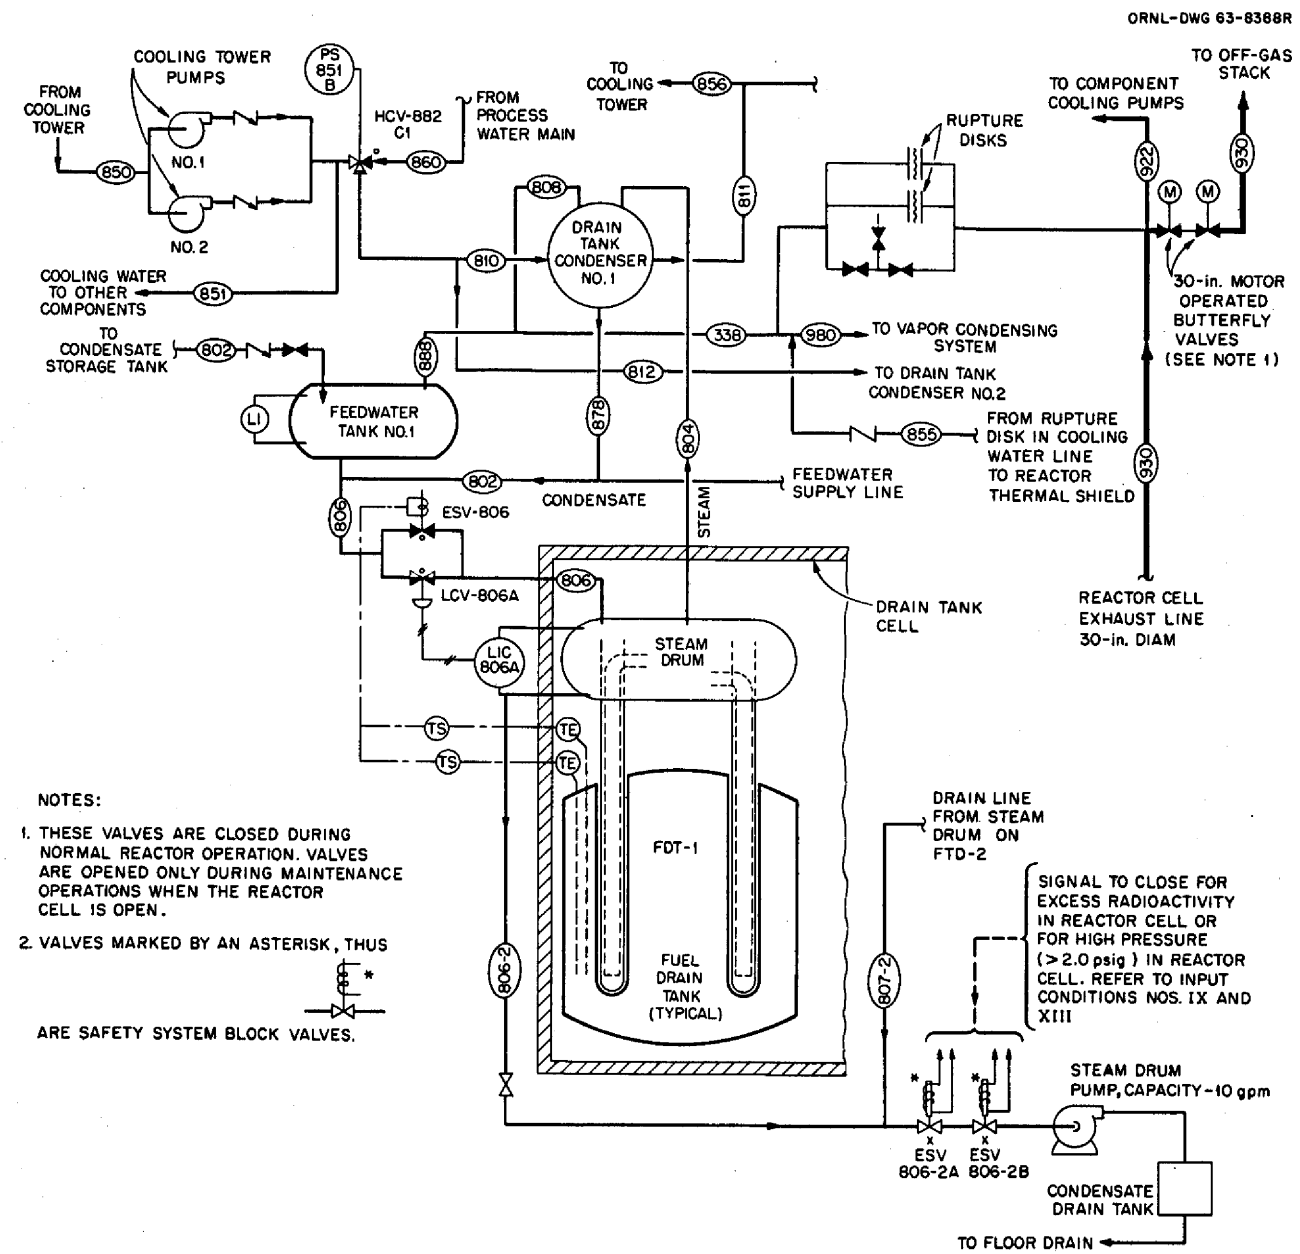 ORNL-DWG 63-8388R
COOLING TOWER
PUMPS
FROM
COOLING
TOWER
850
NO. 1
NO. 2
PS
851
B
HCV-882
C1
FROM
PROCESS
WATER MAIN
860
TO
COOLING
TOWER
856
811
RUPTURE
DISKS
TO COMPONENT
COOLING PUMPS
TO OFF-GAS
STACK
922
930
M
M
30-in. MOTOR
OPERATED
BUTTERFLY
VALVES
(SEE NOTE 1)
COOLING WATER
TO OTHER
COMPONENTS
851
810
808
DRAIN
TANK
CONDENSER
NO. 1
TO
CONDENSATE
STORAGE TANK
802
888
338
980
TO VAPOR CONDENSING
SYSTEM
812
TO DRAIN TANK
CONDENSER NO. 2
LI
FEEDWATER
TANK NO. 1
878
804
855
FROM RUPTURE
DISK IN COOLING
WATER LINE
TO REACTOR
THERMAL SHIELD
930
802
CONDENSATE
FEEDWATER
SUPPLY LINE
STEAM
806
ESV-806
LCV-806A
806
LIC
806A
STEAM
DRUM
DRAIN TANK
CELL
REACTOR CELL
EXHAUST LINE
30-in. DIAM
TS
TE
TS
TE
FDT-1
FUEL
DRAIN
TANK
(TYPICAL)
NOTES:
1. THESE VALVES ARE CLOSED DURING
NORMAL REACTOR OPERATION. VALVES
ARE OPENED ONLY DURING MAINTENANCE
OPERATIONS WHEN THE REACTOR
CELL IS OPEN.
2. VALVES MARKED BY AN ASTERISK, THUS
*
ARE SAFETY SYSTEM BLOCK VALVES.
806-2
DRAIN LINE
FROM STEAM
DRUM ON
FTD-2
807-2
SIGNAL TO CLOSE FOR
EXCESS RADIOACTIVITY
IN REACTOR CELL OR
FOR HIGH PRESSURE
(>2.0 psig) IN REACTOR
CELL. REFER TO INPUT
CONDITIONS NOS. IX AND
XIII
*
*
X
X
ESV
806-2A
ESV
806-2B
STEAM DRUM
PUMP, CAPACITY-10 gpm
CONDENSATE
DRAIN TANK
TO FLOOR DRAIN